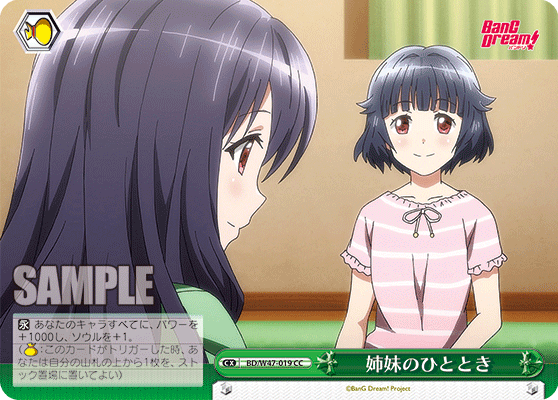 BanG
Dream!
バンドリ!
SAMPLE
永 あなたのキャラすべてに、パワーを
+1000し、ソウルを+1。
(:このカードがトリガーした時、あ
なたは自分の山札の上から1枚を、スト
ック置場に置いてよい)
CX BD/W47-019 CC 姉妹のひととき
©BanG Dream! Project